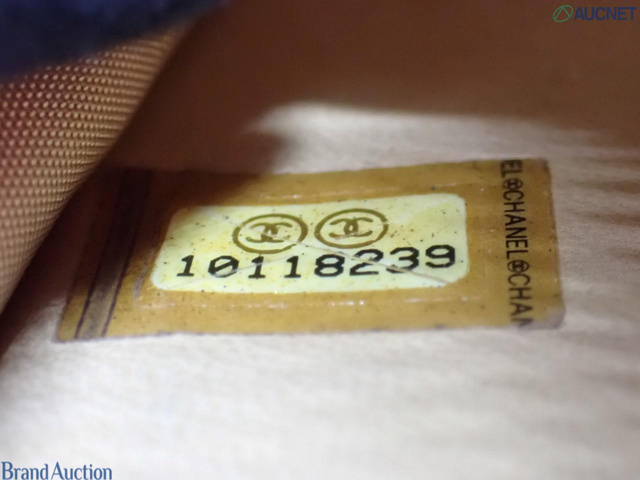 AUCNET
10118239
EL®CHANEL®CHAN
Brand Auction